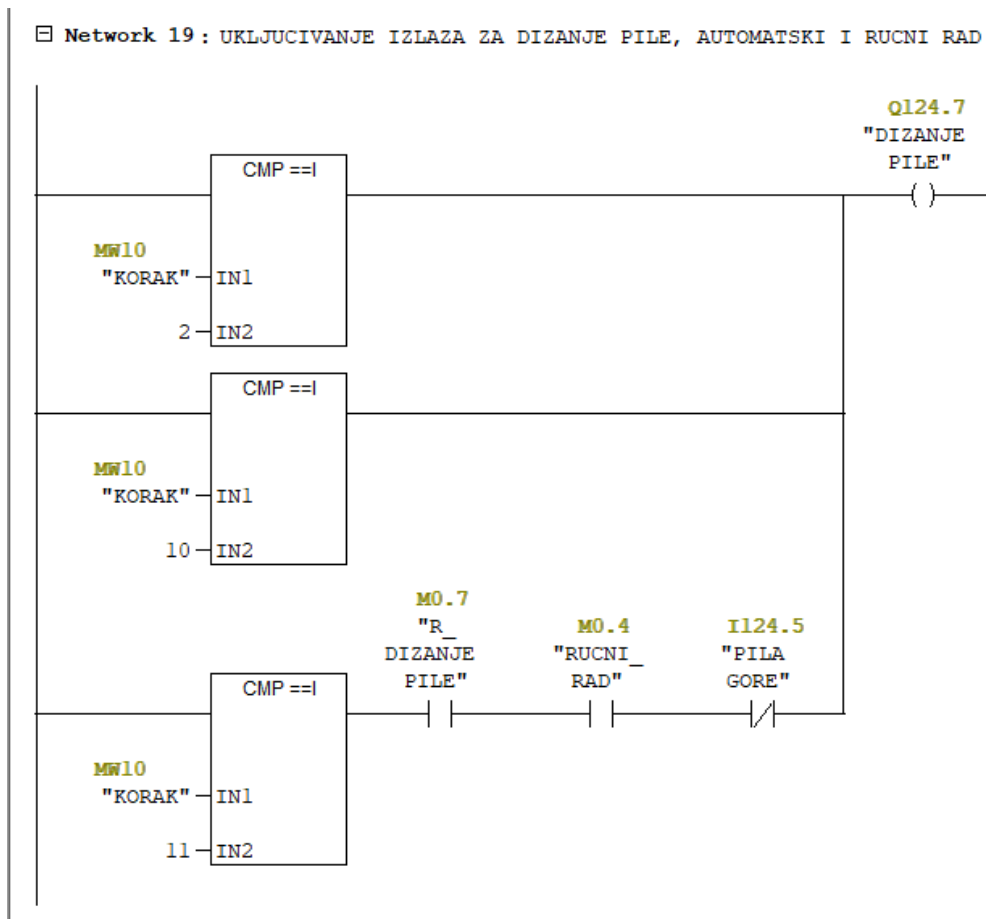 Network 19 : UKLJUCIVANJE IZLAZA ZA DIZANJE PILE, AUTOMATSKI I RUCNI RAD
Q124.7
"DIZANJE
PILE"
CMP ==I
MW10
"KORAK" IN1
2 IN2
CMP ==I
MW10
"KORAK" IN1
10 IN2
M0.7
"R_
DIZANJE
PILE"
M0.4
"RUCNI_
RAD"
I124.5
"PILA
GORE"
CMP ==I
MW10
"KORAK" IN1
11 IN2